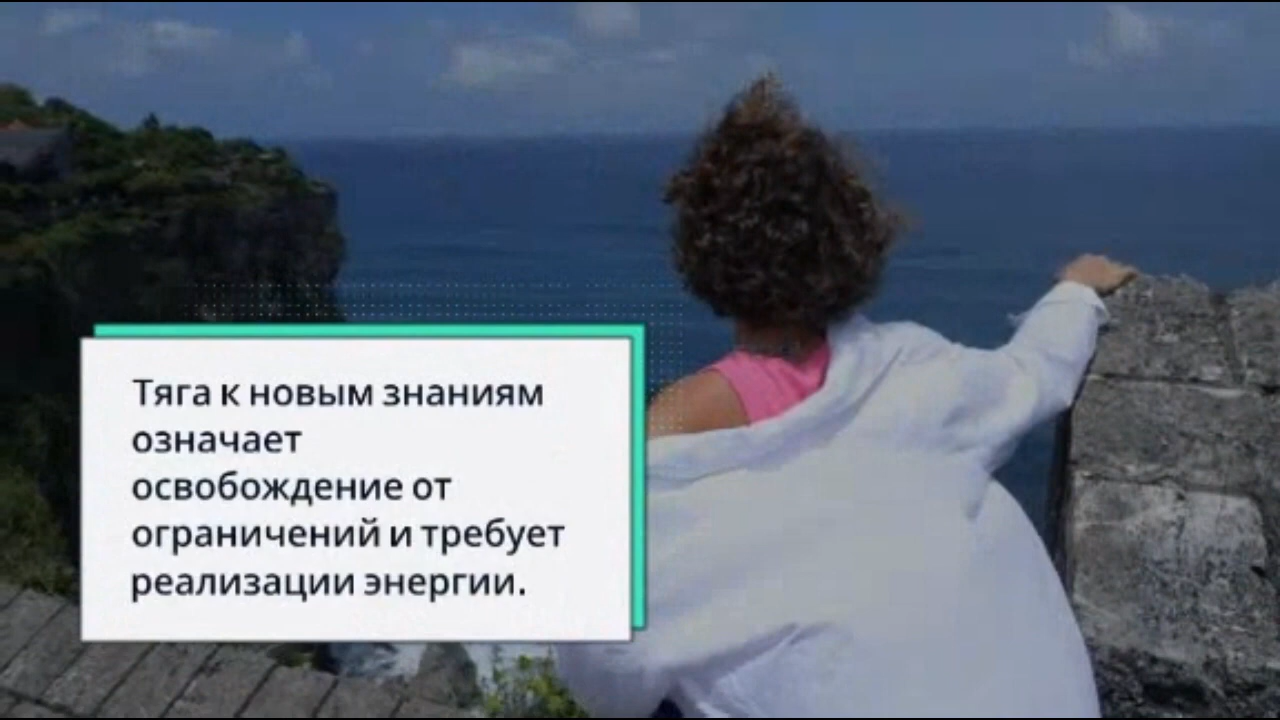 Тяга к новым знаниям
означает
освобождение от
ограничений и требует
реализации энергии.